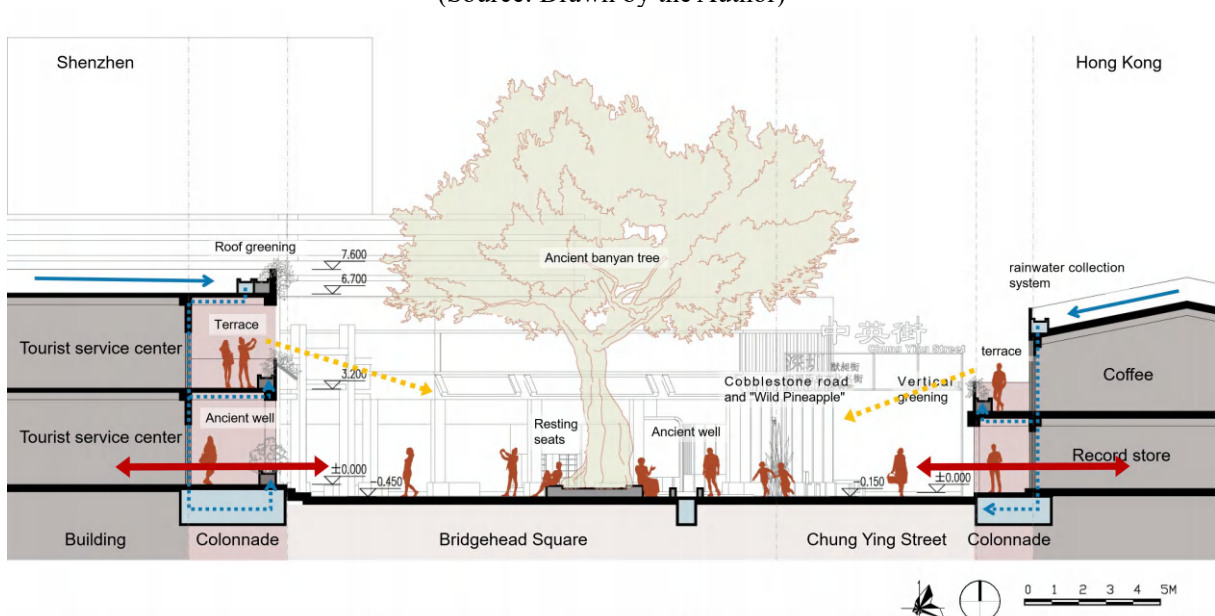 (Source: Drawn by the Author)
Shenzhen
Hong Kong
Roof greening
7.600
6.700
Ancient banyan tree
rainwater collection
system
Terrace
中英街
Chung Ying Street
深圳
terrace
Tourist service center
3.200
Cobblestone road
and "Wild Pineapple"
Vertical
greening
Coffee
Ancient well
Resting
seats
Ancient well
Tourist service center
Record store
±0.000
-0.450
-0.150
±0.000
Building
Colonnade
Bridgehead Square
Chung Ying Street
Colonnade
0 1 2 3 4 5M